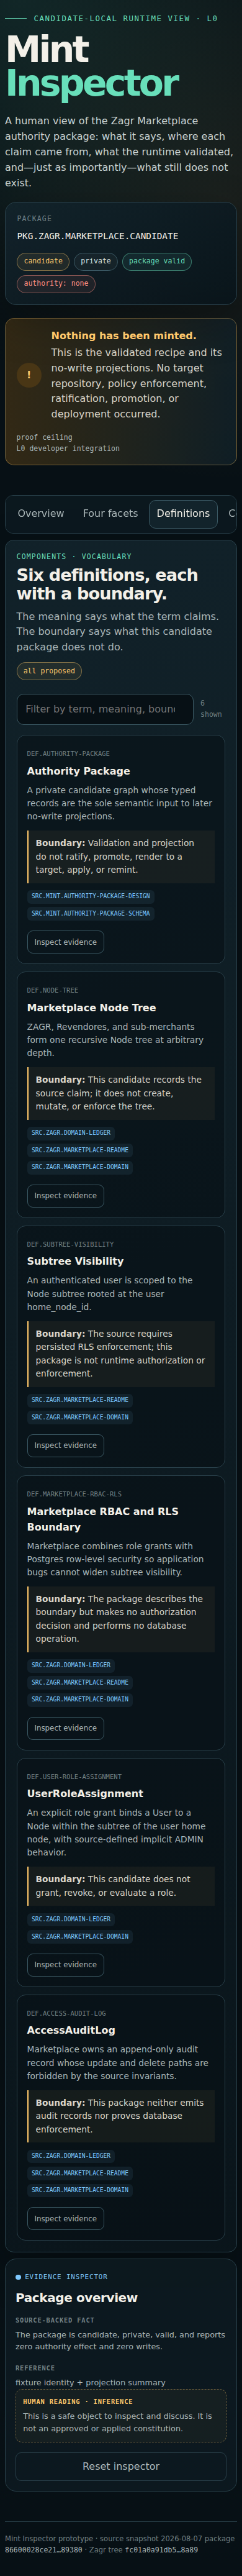 CANDIDATE-LOCAL RUNTIME VIEW · L0
Mint
Inspector
A human view of the Zagr Marketplace
authority package: what it says, where each
claim came from, what the runtime validated,
and—just as importantly—what still does not
exist.
PACKAGE
PKG.ZAGR.MARKETPLACE.CANDIDATE
candidate
private
package valid
authority: none
!
Nothing has been minted.
This is the validated recipe and its
no-write projections. No target
repository, policy enforcement,
ratification, promotion, or
deployment occurred.
proof ceiling
L0 developer integration
Overview
Four facets
Definitions
COMPONENTS · VOCABULARY
Six definitions, each
with a boundary.
The meaning says what the term claims.
The boundary says what this candidate
package does not do.
all proposed
Filter by term, meaning, bound
6
shown
DEF.AUTHORITY-PACKAGE
Authority Package
A private candidate graph whose typed
records are the sole semantic input to later
no-write projections.
Boundary: Validation and projection
do not ratify, promote, render to a
target, apply, or remint.
SRC.MINT.AUTHORITY-PACKAGE-DESIGN
SRC.MINT.AUTHORITY-PACKAGE-SCHEMA
Inspect evidence
DEF.NODE-TREE
Marketplace Node Tree
ZAGR, Revendores, and sub-merchants
form one recursive Node tree at arbitrary
depth.
Boundary: This candidate records the
source claim; it does not create,
mutate, or enforce the tree.
SRC.ZAGR.DOMAIN-LEDGER
SRC.ZAGR.MARKETPLACE-README
SRC.ZAGR.MARKETPLACE-DOMAIN
Inspect evidence
DEF.SUBTREE-VISIBILITY
Subtree Visibility
An authenticated user is scoped to the
Node subtree rooted at the user
home_node_id.
Boundary: The source requires
persisted RLS enforcement; this
package is not runtime authorization or
enforcement.
SRC.ZAGR.MARKETPLACE-README
SRC.ZAGR.MARKETPLACE-DOMAIN
Inspect evidence
DEF.MARKETPLACE-RBAC-RLS
Marketplace RBAC and RLS
Boundary
Marketplace combines role grants with
Postgres row-level security so application
bugs cannot widen subtree visibility.
Boundary: The package describes the
boundary but makes no authorization
decision and performs no database
operation.
SRC.ZAGR.DOMAIN-LEDGER
SRC.ZAGR.MARKETPLACE-README
SRC.ZAGR.MARKETPLACE-DOMAIN
Inspect evidence
DEF.USER-ROLE-ASSIGNMENT
UserRoleAssignment
An explicit role grant binds a User to a
Node within the subtree of the user home
node, with source-defined implicit ADMIN
behavior.
Boundary: This candidate does not
grant, revoke, or evaluate a role.
SRC.ZAGR.DOMAIN-LEDGER
SRC.ZAGR.MARKETPLACE-DOMAIN
Inspect evidence
DEF.ACCESS-AUDIT-LOG
AccessAuditLog
Marketplace owns an append-only audit
record whose update and delete paths are
forbidden by the source invariants.
Boundary: This package neither emits
audit records nor proves database
enforcement.
SRC.ZAGR.DOMAIN-LEDGER
SRC.ZAGR.MARKETPLACE-README
SRC.ZAGR.MARKETPLACE-DOMAIN
Inspect evidence
EVIDENCE INSPECTOR
Package overview
SOURCE-BACKED FACT
The package is candidate, private, valid, and reports
zero authority effect and zero writes.
REFERENCE
fixture identity + projection summary
HUMAN READING · INFERENCE
This is a safe object to inspect and discuss. It is
not an approved or applied constitution.
Reset inspector
Mint Inspector prototype · source snapshot 2026-08-07 package
86600028ce21…89380 · Zagr tree fc01a0a91db5…8a89